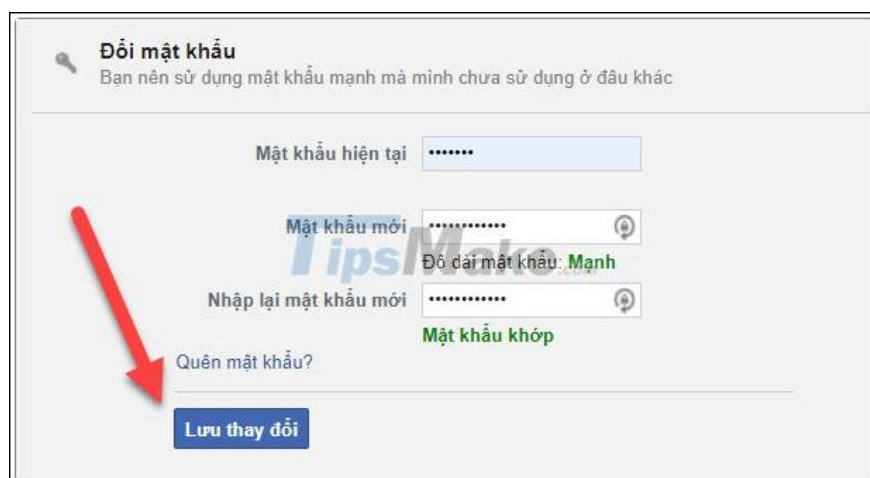 Đổi mật khẩu
Bạn nên sử dụng mật khẩu mạnh mà mình chưa sử dụng ở đâu khác
Mật khẩu hiện tại •••••••
Mật khẩu mới ••••••••••••
TipsMake.com
Độ dài mật khẩu: Mạnh
Nhập lại mật khẩu mới ••••••••••••
Mật khẩu khớp
Quên mật khẩu?
Lưu thay đổi